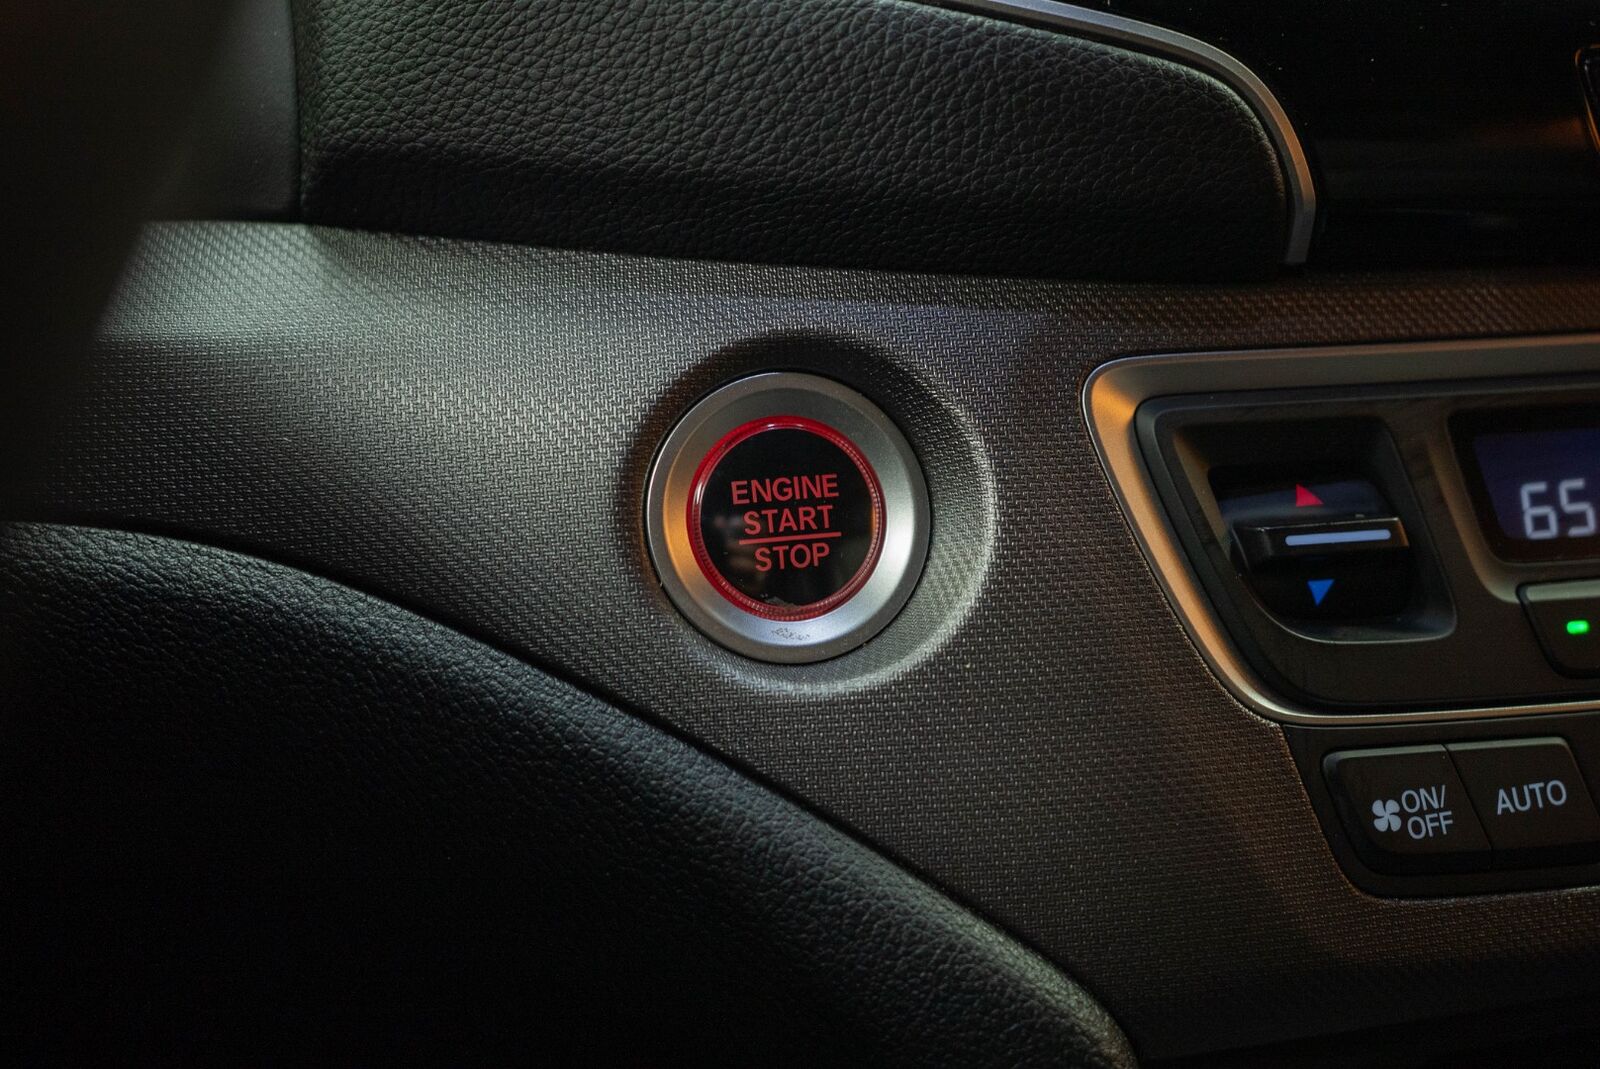 ENGINE
START
STOP
65
ON/
OFF
AUTO